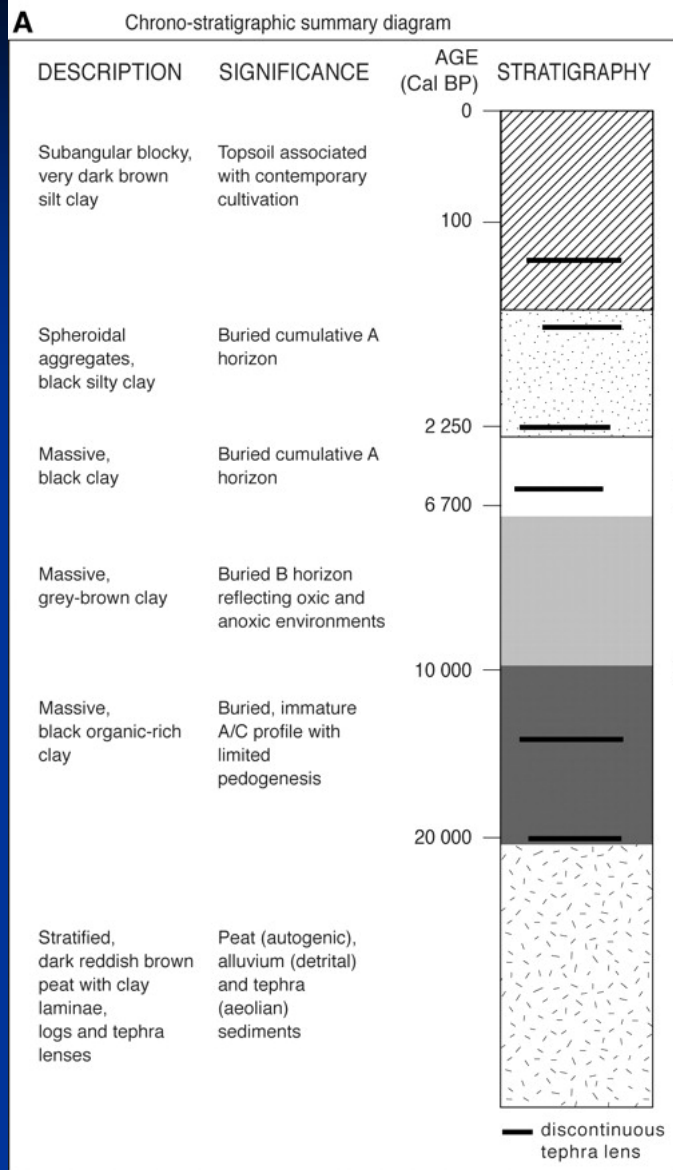 A
Chrono-stratigraphic summary diagram
DESCRIPTION
SIGNIFICANCE
AGE
(Cal BP)
STRATIGRAPHY
0
Subangular blocky,
very dark brown
silt clay
Topsoil associated
with contemporary
cultivation
100
Spheroidal
aggregates,
black silty clay
Buried cumulative A
horizon
2 250
Massive,
black clay
Buried cumulative A
horizon
6 700
Massive,
grey-brown clay
Buried B horizon
reflecting oxic and
anoxic environments
10 000
Massive,
black organic-rich
clay
Buried, immature
A/C profile with
limited
pedogenesis
20 000
Stratified,
dark reddish brown
peat with clay
laminae,
logs and tephra
lenses
Peat (autogenic),
alluvium (detrital)
and tephra
(aeolian)
sediments
discontinuous
tephra lens